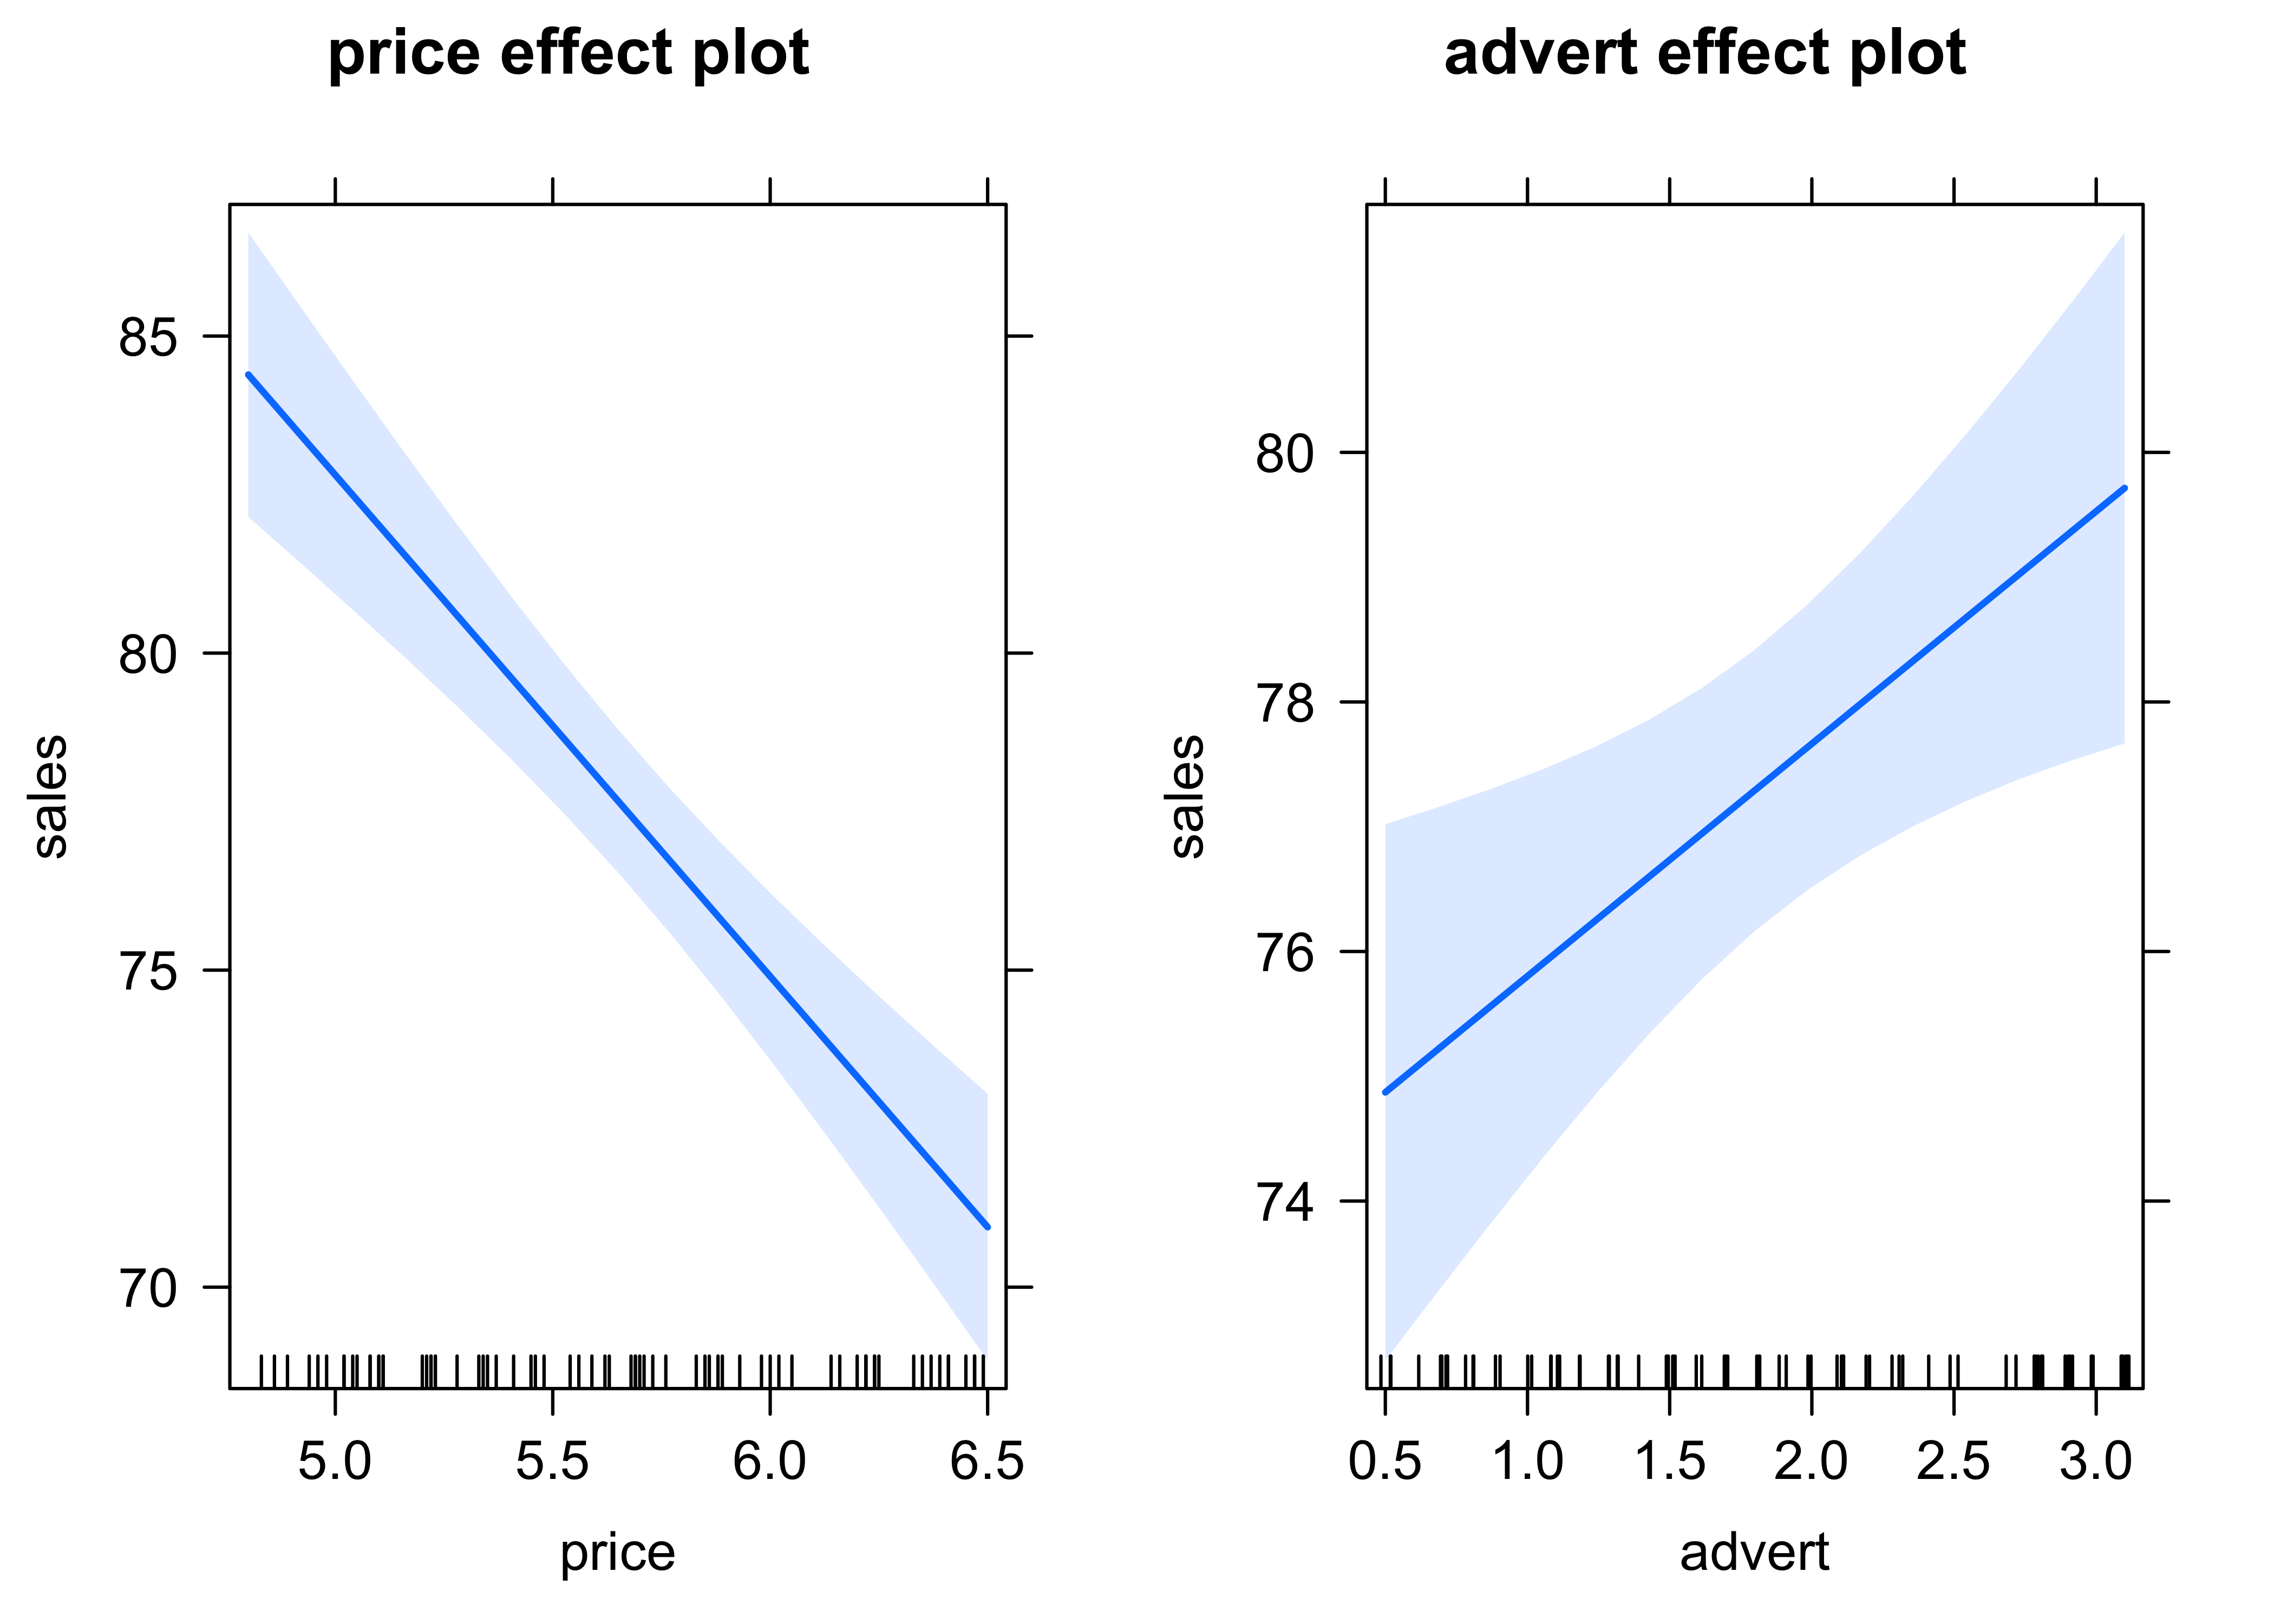 price effect plot
sales
85
80
75
70
5.0 5.5 6.0 6.5
price
advert effect plot
sales
80
78
76
74
0.5 1.0 1.5 2.0 2.5 3.0
advert